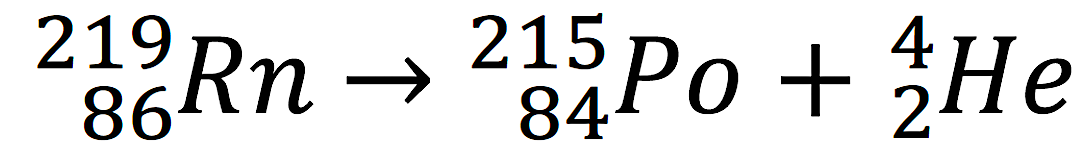 ²¹⁹₈₆Rn → ²¹⁵₈₄Po + ⁴₂He